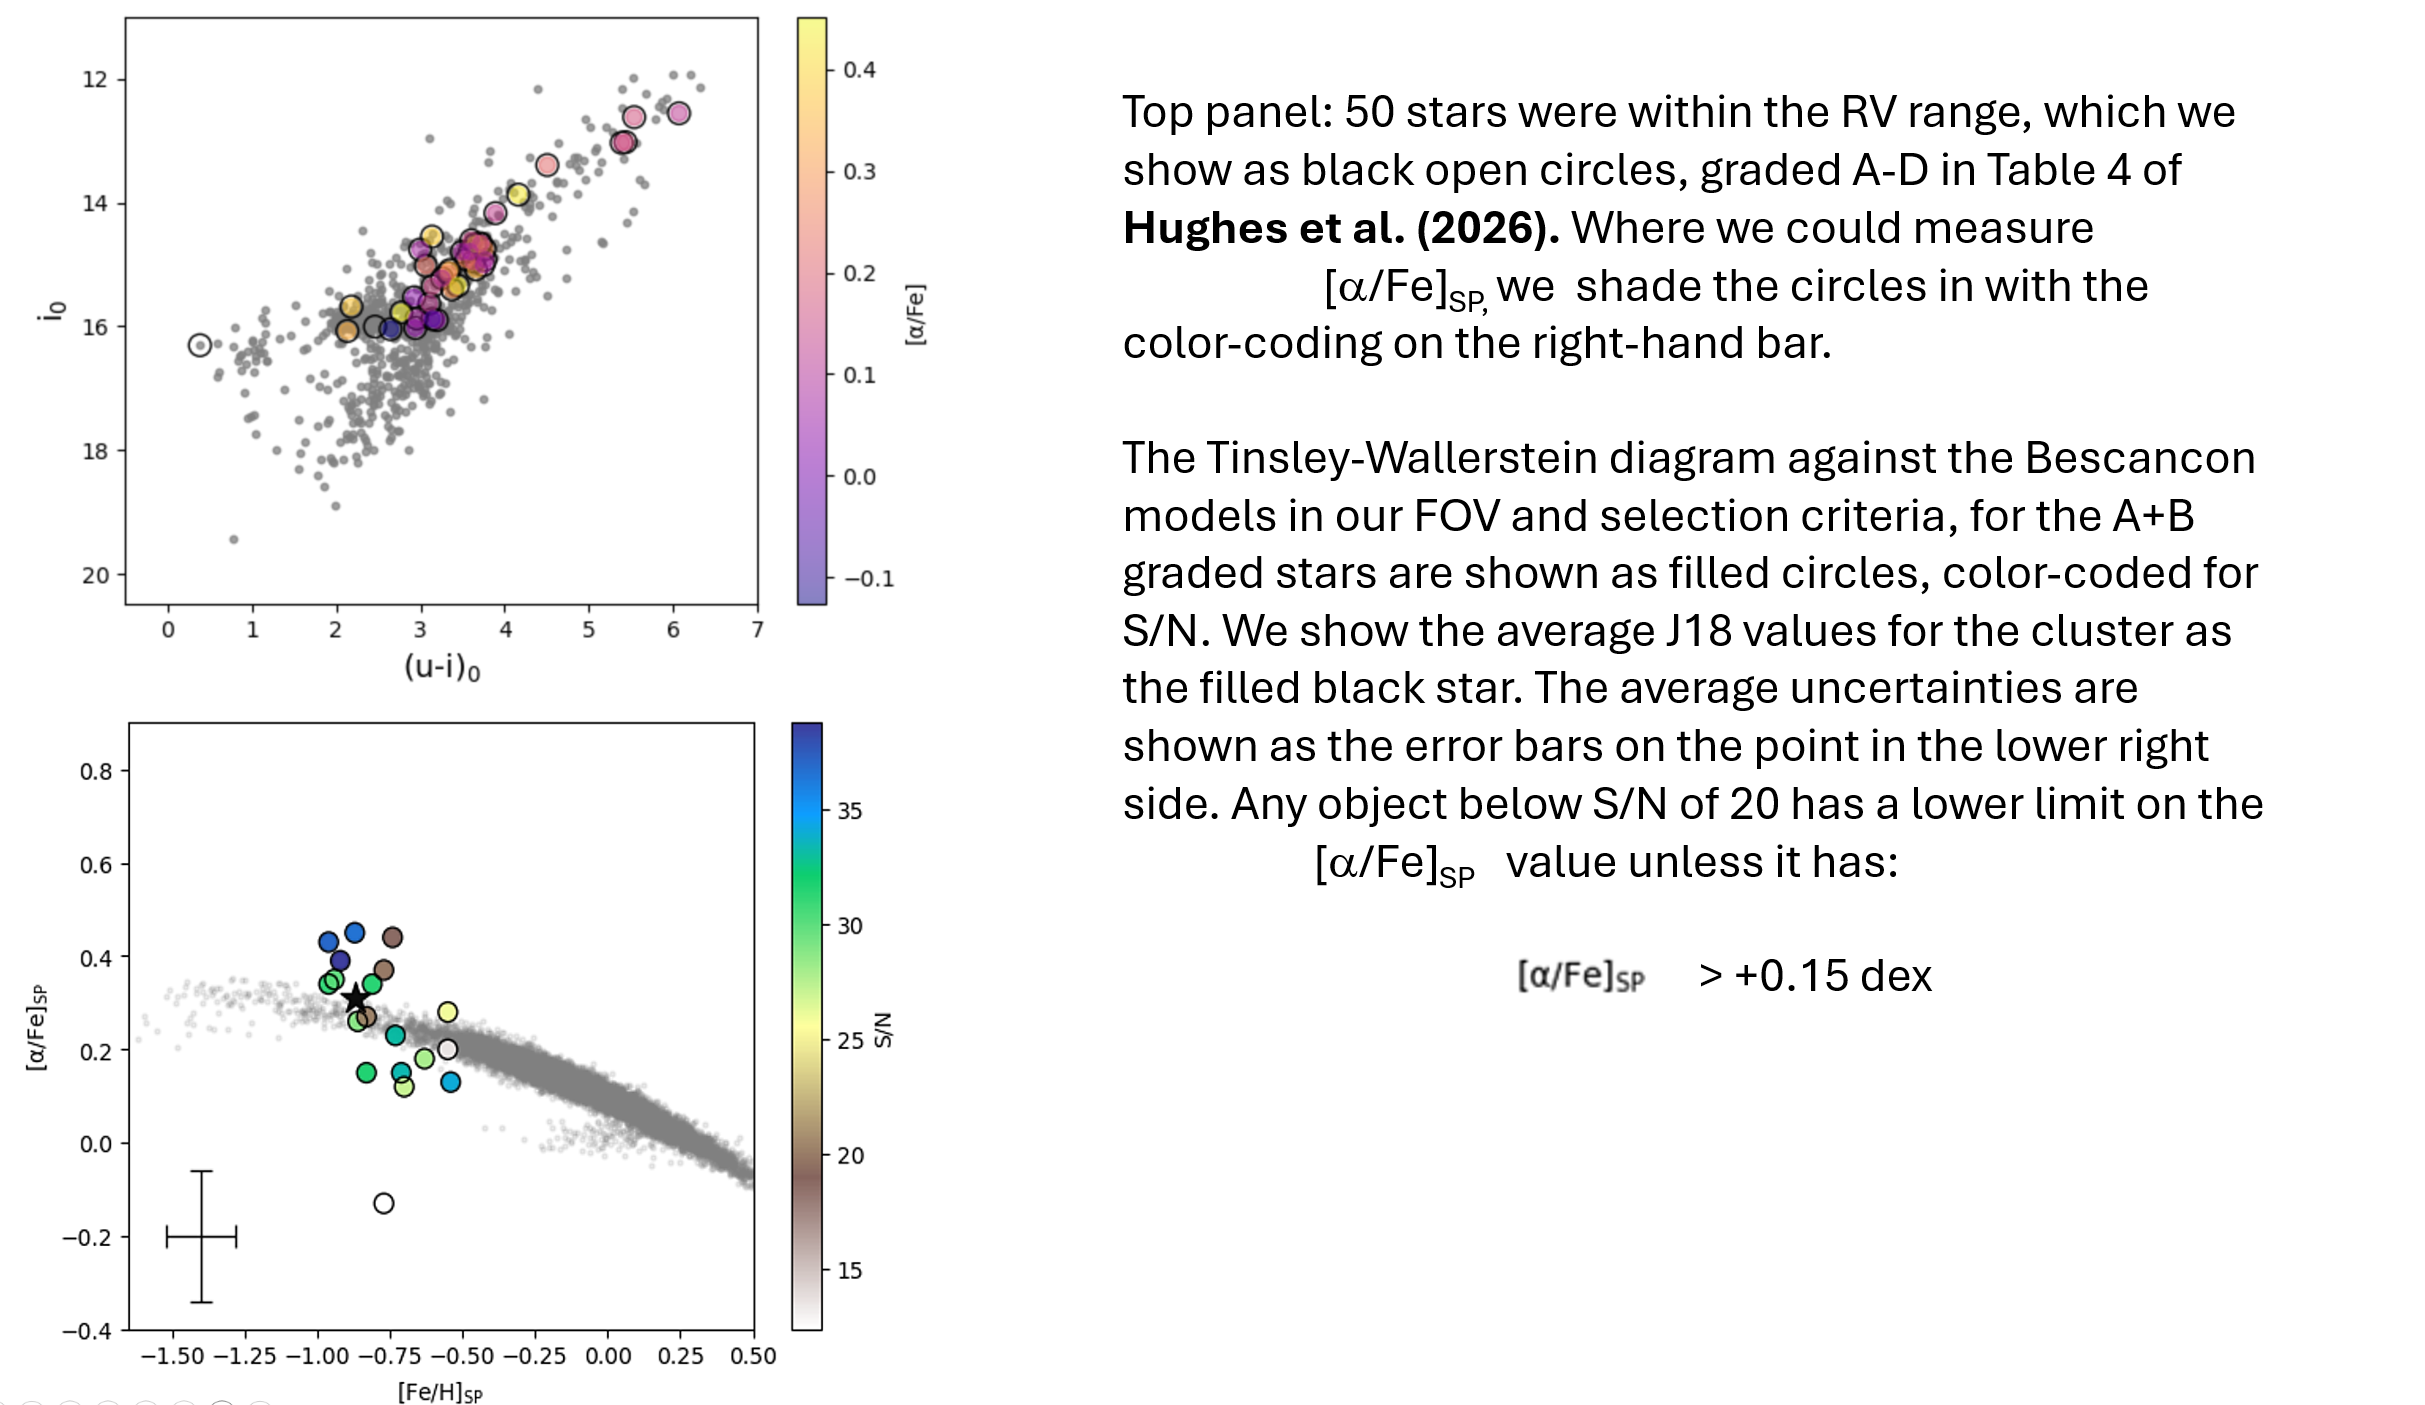 12
14
16
18
20
i₀
0 1 2 3 4 5 6 7
(u-i)₀
0.4
0.3
0.2
0.1
0.0
−0.1
[α/Fe]
Top panel: 50 stars were within the RV range, which we
show as black open circles, graded A-D in Table 4 of
Hughes et al. (2026). Where we could measure
[α/Fe]SP, we shade the circles in with the
color-coding on the right-hand bar.
The Tinsley-Wallerstein diagram against the Bescancon
models in our FOV and selection criteria, for the A+B
graded stars are shown as filled circles, color-coded for
S/N. We show the average J18 values for the cluster as
the filled black star. The average uncertainties are
shown as the error bars on the point in the lower right
side. Any object below S/N of 20 has a lower limit on the
[α/Fe]SP value unless it has:
[α/Fe]SP > +0.15 dex
0.8
0.6
0.4
0.2
0.0
−0.2
−0.4
[α/Fe]SP
−1.50 −1.25 −1.00 −0.75 −0.50 −0.25 0.00 0.25 0.50
[Fe/H]SP
35
30
25
20
15
S/N